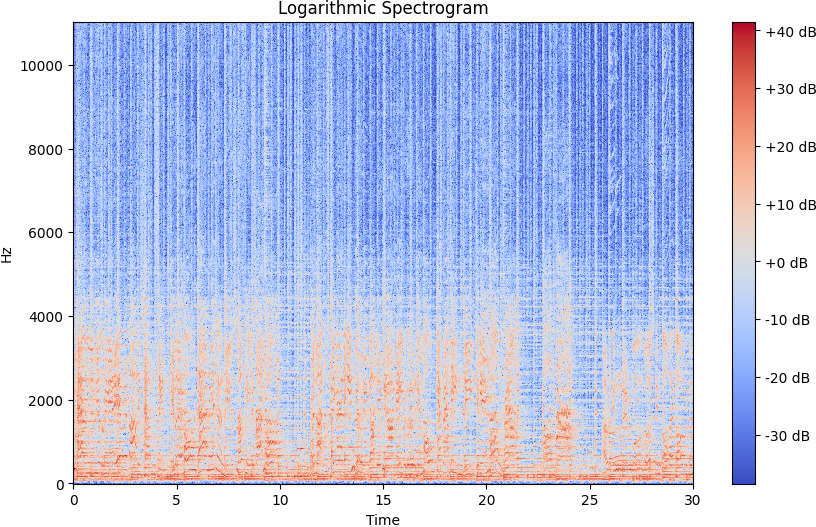 Logarithmic Spectrogram
Hz
10000
8000
6000
4000
2000
0
0 5 10 15 20 25 30
Time
+40 dB
+30 dB
+20 dB
+10 dB
+0 dB
-10 dB
-20 dB
-30 dB